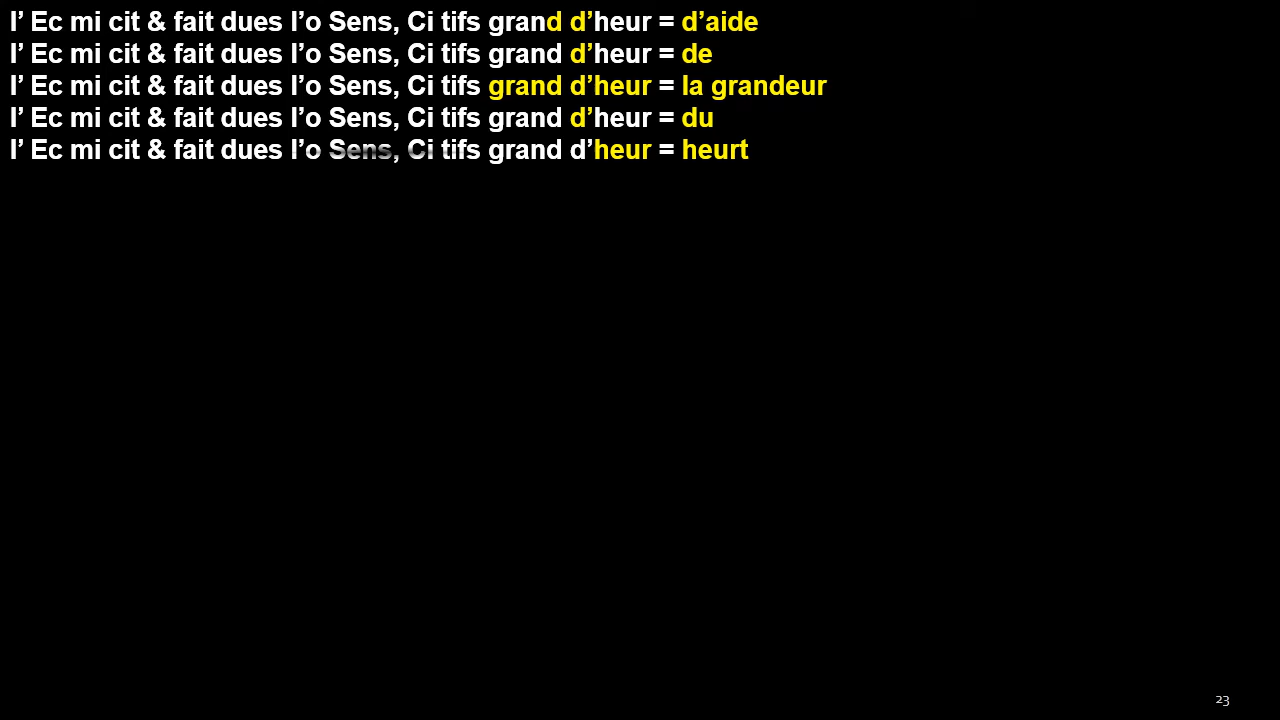 l’ Ec mi cit & fait dues l’o Sens, Ci tifs grand d’heur = d’aide
l’ Ec mi cit & fait dues l’o Sens, Ci tifs grand d’heur = de
l’ Ec mi cit & fait dues l’o Sens, Ci tifs grand d’heur = la grandeur
l’ Ec mi cit & fait dues l’o Sens, Ci tifs grand d’heur = du
l’ Ec mi cit & fait dues l’o Sens, Ci tifs grand d’heur = heurt
23